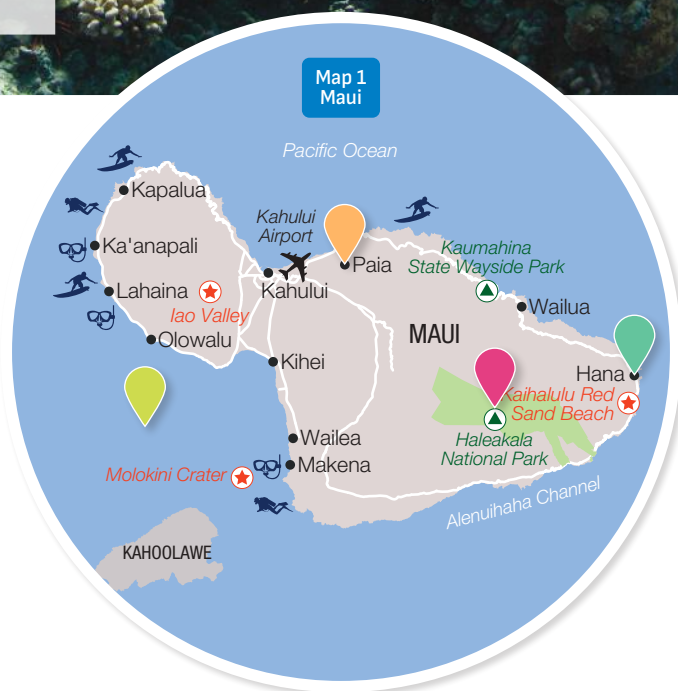 Map 1
Maui
Pacific Ocean
Kapalua
Kahului
Airport
Ka'anapali
Kaumahina
State Wayside Park
Paia
Lahaina
Kahului
Iao Valley
Wailua
Olowalu
MAUI
Kihei
Hana
Kaihalulu Red
Sand Beach
Wailea
Haleakala
National Park
Makena
Molokini Crater
Alenuihaha Channel
KAHOOLAWE